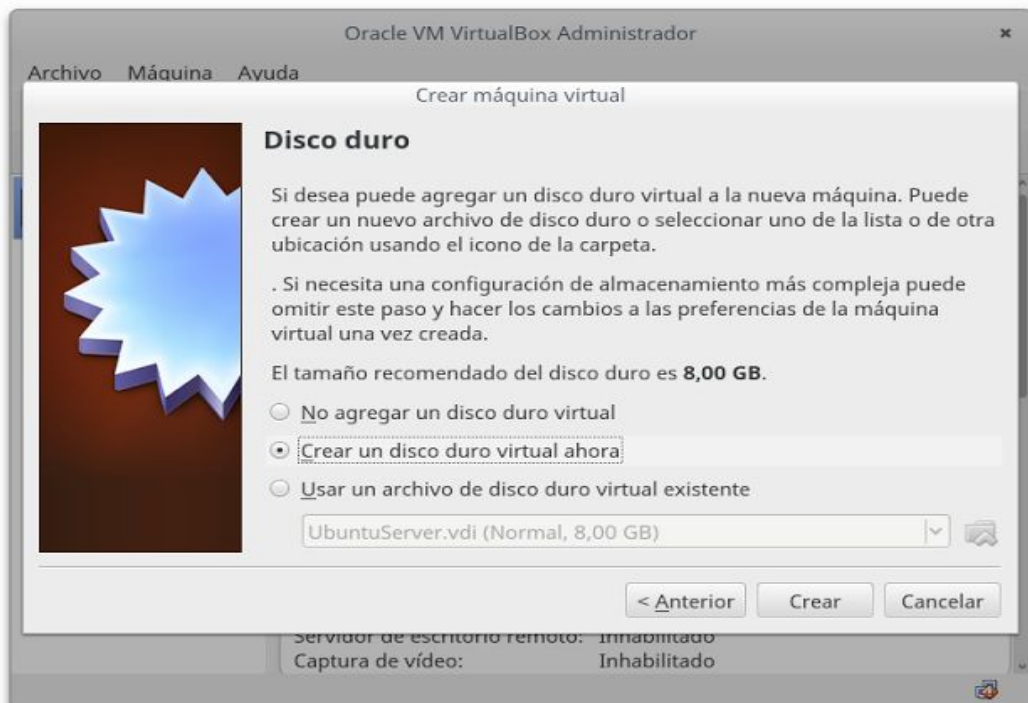 Oracle VM VirtualBox Administrador
Archivo Máquina Ayuda
Crear máquina virtual
Disco duro
Si desea puede agregar un disco duro virtual a la nueva máquina. Puede
crear un nuevo archivo de disco duro o seleccionar uno de la lista o de otra
ubicación usando el icono de la carpeta.
. Si necesita una configuración de almacenamiento más compleja puede
omitir este paso y hacer los cambios a las preferencias de la máquina
virtual una vez creada.
El tamaño recomendado del disco duro es 8,00 GB.
No agregar un disco duro virtual
Crear un disco duro virtual ahora
Usar un archivo de disco duro virtual existente
UbuntuServer.vdi (Normal, 8,00 GB)
< Anterior Crear Cancelar
Servidor de escritorio remoto: Inhabilitado
Captura de vídeo: Inhabilitado